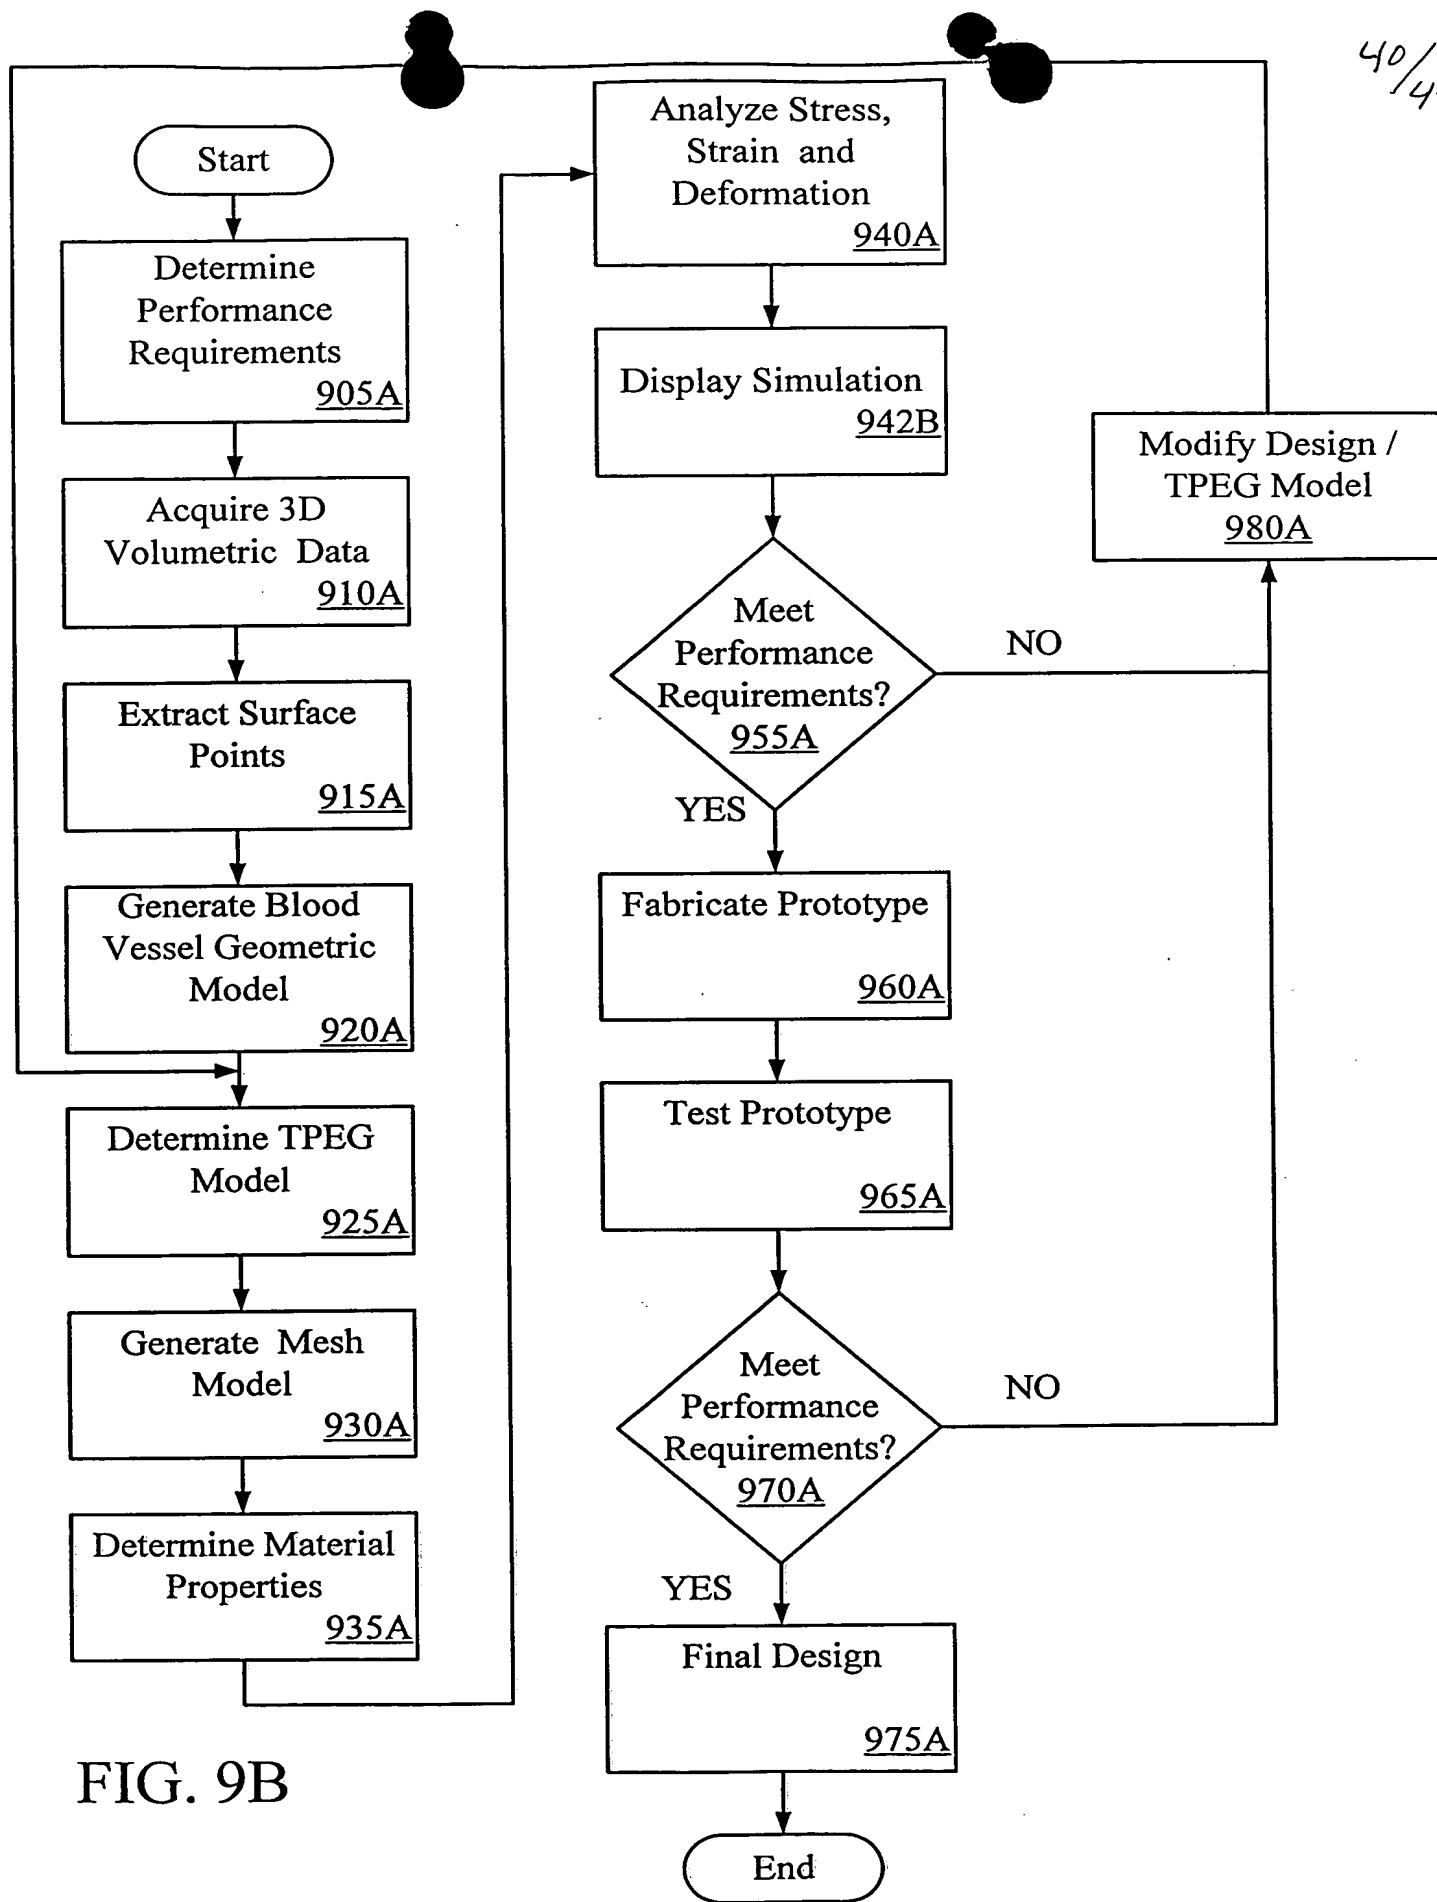 40/4
Start
Determine
Performance
Requirements
905A
Acquire 3D
Volumetric Data
910A
Extract Surface
Points
915A
Generate Blood
Vessel Geometric
Model
920A
Determine TPEG
Model
925A
Generate Mesh
Model
930A
Determine Material
Properties
935A
Analyze Stress,
Strain and
Deformation
940A
Display Simulation
942B
Meet
Performance
Requirements?
955A
NO
YES
Modify Design /
TPEG Model
980A
Fabricate Prototype
960A
Test Prototype
965A
Meet
Performance
Requirements?
970A
NO
YES
Final Design
975A
End
FIG. 9B